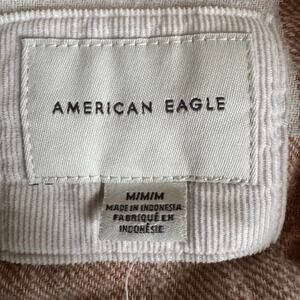 AMERICAN EAGLE
M/M/M
MADE IN INDONESIA
FABRIQUÉ EN
INDONÉSIE